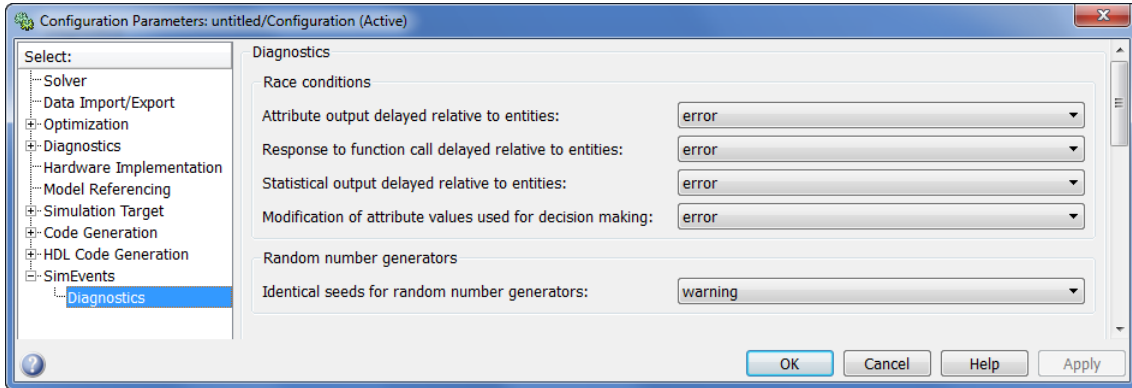 Configuration Parameters: untitled/Configuration (Active)
Select:
Solver
Data Import/Export
Optimization
Diagnostics
Hardware Implementation
Model Referencing
Simulation Target
Code Generation
HDL Code Generation
SimEvents
Diagnostics
Diagnostics
Race conditions
Attribute output delayed relative to entities: error
Response to function call delayed relative to entities: error
Statistical output delayed relative to entities: error
Modification of attribute values used for decision making: error
Random number generators
Identical seeds for random number generators: warning
OK Cancel Help Apply